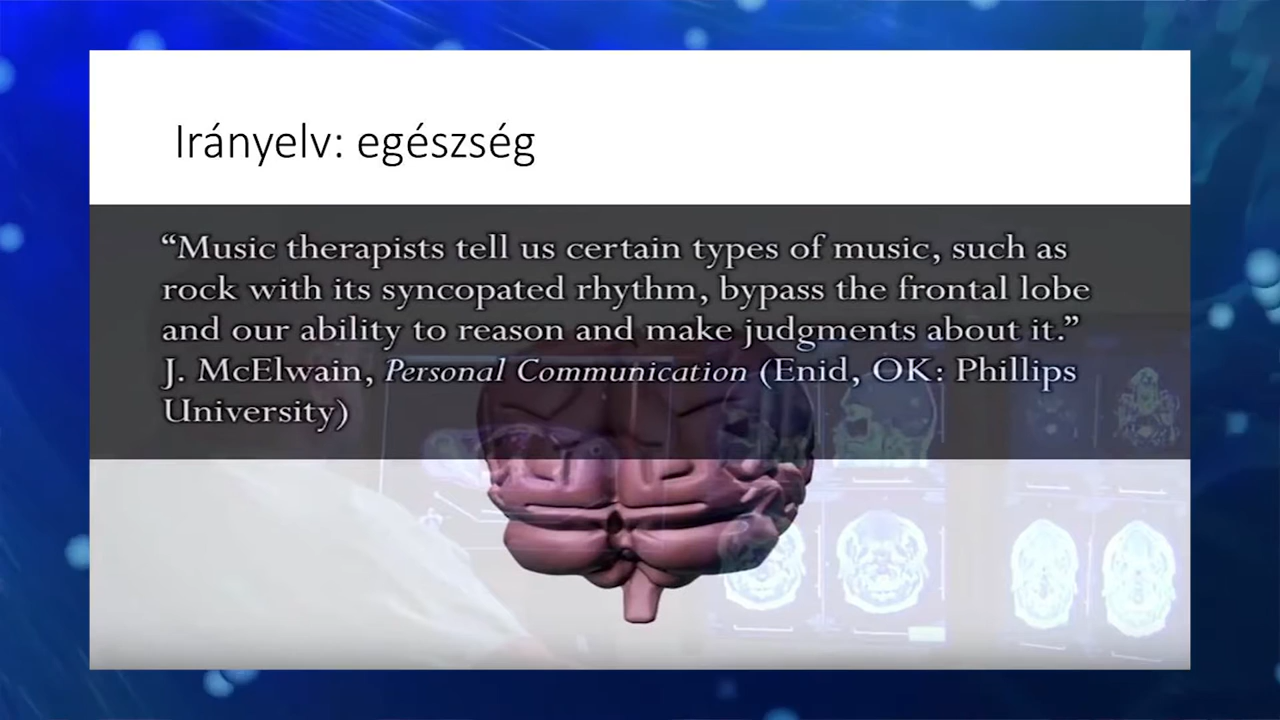 Irányelv: egészség
“Music therapists tell us certain types of music, such as
rock with its syncopated rhythm, bypass the frontal lobe
and our ability to reason and make judgments about it.”
J. McElwain, Personal Communication (Enid, OK: Phillips
University)